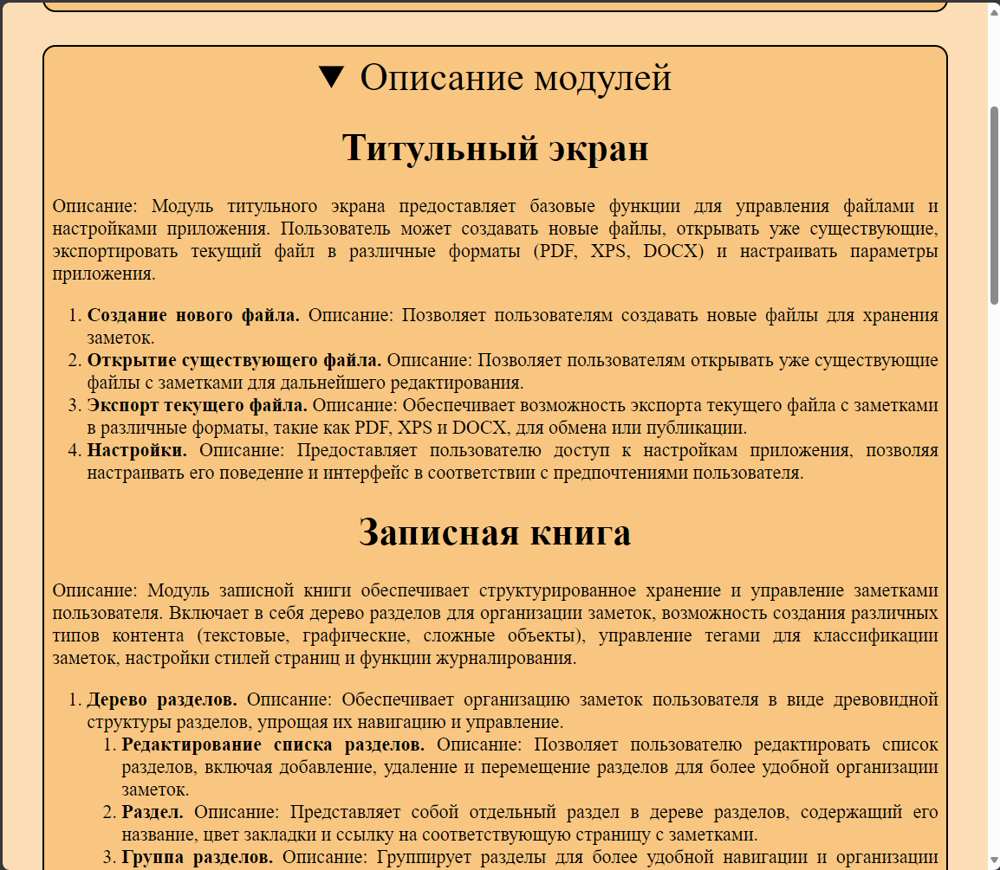 ▼ Описание модулей
Титульный экран
Описание: Модуль титульного экрана предоставляет базовые функции для управления файлами и
настройками приложения. Пользователь может создавать новые файлы, открывать уже существующие,
экспортировать текущий файл в различные форматы (PDF, XPS, DOCX) и настраивать параметры
приложения.
1. Создание нового файла. Описание: Позволяет пользователям создавать новые файлы для хранения
заметок.
2. Открытие существующего файла. Описание: Позволяет пользователям открывать уже существующие
файлы с заметками для дальнейшего редактирования.
3. Экспорт текущего файла. Описание: Обеспечивает возможность экспорта текущего файла с заметками
в различные форматы, такие как PDF, XPS и DOCX, для обмена или публикации.
4. Настройки. Описание: Предоставляет пользователю доступ к настройкам приложения, позволяя
настраивать его поведение и интерфейс в соответствии с предпочтениями пользователя.
Записная книга
Описание: Модуль записной книги обеспечивает структурированное хранение и управление заметками
пользователя. Включает в себя дерево разделов для организации заметок, возможность создания различных
типов контента (текстовые, графические, сложные объекты), управление тегами для классификации
заметок, настройки стилей страниц и функции журналирования.
1. Дерево разделов. Описание: Обеспечивает организацию заметок пользователя в виде древовидной
структуры разделов, упрощая их навигацию и управление.
1. Редактирование списка разделов. Описание: Позволяет пользователю редактировать список
разделов, включая добавление, удаление и перемещение разделов для более удобной организации
заметок.
2. Раздел. Описание: Представляет собой отдельный раздел в дереве разделов, содержащий его
название, цвет закладки и ссылку на соответствующую страницу с заметками.
3. Группа разделов. Описание: Группирует разделы для более удобной навигации и организации